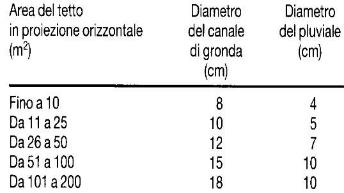 Area del tetto Diametro Diametro
in proiezione orizzontale del canale del pluviale
(m²) di gronda (cm)
(cm)
Fino a 10 8 4
Da 11 a 25 10 5
Da 26 a 50 12 7
Da 51 a 100 15 10
Da 101 a 200 18 10